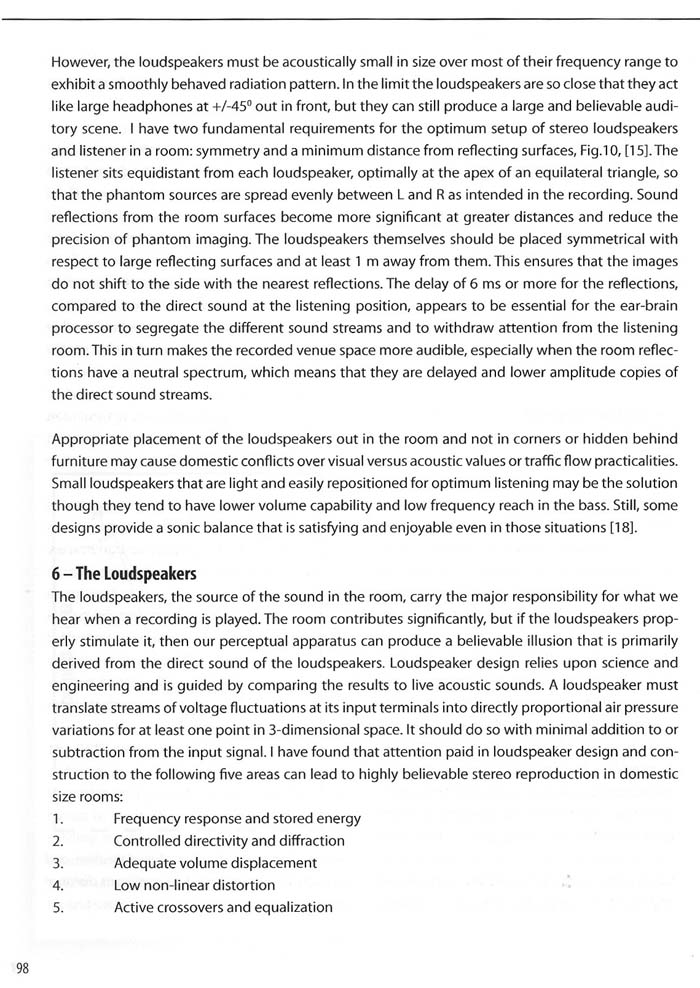 However, the loudspeakers must be acoustically small in size over most of their frequency range to
exhibit a smoothly behaved radiation pattern. In the limit the loudspeakers are so close that they act
like large headphones at +/-45⁰ out in front, but they can still produce a large and believable audi-
tory scene. I have two fundamental requirements for the optimum setup of stereo loudspeakers
and listener in a room: symmetry and a minimum distance from reflecting surfaces, Fig.10, [15]. The
listener sits equidistant from each loudspeaker, optimally at the apex of an equilateral triangle, so
that the phantom sources are spread evenly between L and R as intended in the recording. Sound
reflections from the room surfaces become more significant at greater distances and reduce the
precision of phantom imaging. The loudspeakers themselves should be placed symmetrical with
respect to large reflecting surfaces and at least 1 m away from them. This ensures that the images
do not shift to the side with the nearest reflections. The delay of 6 ms or more for the reflections,
compared to the direct sound at the listening position, appears to be essential for the ear-brain
processor to segregate the different sound streams and to withdraw attention from the listening
room. This in turn makes the recorded venue space more audible, especially when the room reflec-
tions have a neutral spectrum, which means that they are delayed and lower amplitude copies of
the direct sound streams.
Appropriate placement of the loudspeakers out in the room and not in corners or hidden behind
furniture may cause domestic conflicts over visual versus acoustic values or traffic flow practicalities.
Small loudspeakers that are light and easily repositioned for optimum listening may be the solution
though they tend to have lower volume capability and low frequency reach in the bass. Still, some
designs provide a sonic balance that is satisfying and enjoyable even in those situations [18].
6 – The Loudspeakers
The loudspeakers, the source of the sound in the room, carry the major responsibility for what we
hear when a recording is played. The room contributes significantly, but if the loudspeakers prop-
erly stimulate it, then our perceptual apparatus can produce a believable illusion that is primarily
derived from the direct sound of the loudspeakers. Loudspeaker design relies upon science and
engineering and is guided by comparing the results to live acoustic sounds. A loudspeaker must
translate streams of voltage fluctuations at its input terminals into directly proportional air pressure
variations for at least one point in 3-dimensional space. It should do so with minimal addition to or
subtraction from the input signal. I have found that attention paid in loudspeaker design and con-
struction to the following five areas can lead to highly believable stereo reproduction in domestic
size rooms:
1. Frequency response and stored energy
2. Controlled directivity and diffraction
3. Adequate volume displacement
4. Low non-linear distortion
5. Active crossovers and equalization
98